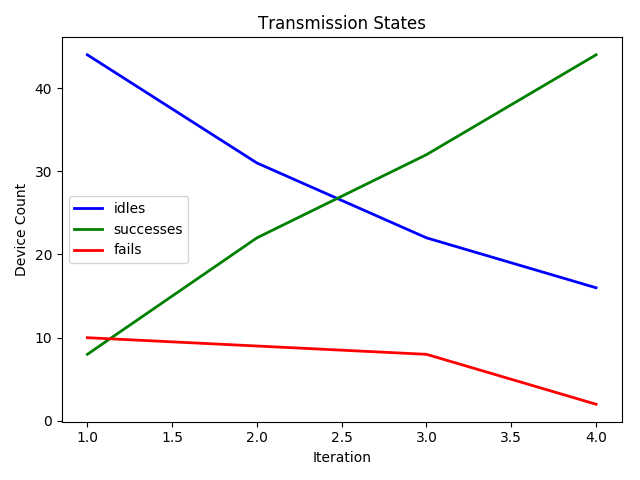 Transmission States
Device Count
40
30
20
10
0
idles
successes
fails
1.0 1.5 2.0 2.5 3.0 3.5 4.0
Iteration